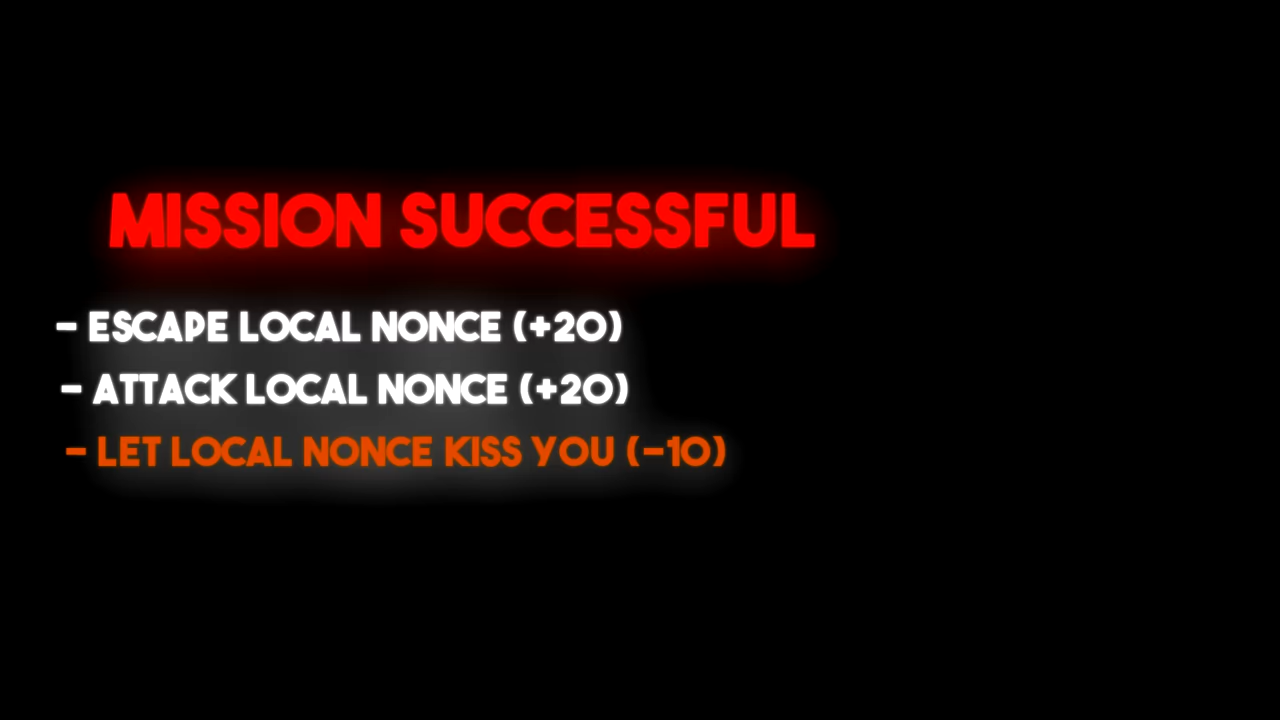 MISSION SUCCESSFUL
- ESCAPE LOCAL NONCE (+20)
- ATTACK LOCAL NONCE (+20)
- LET LOCAL NONCE KISS YOU (-10)